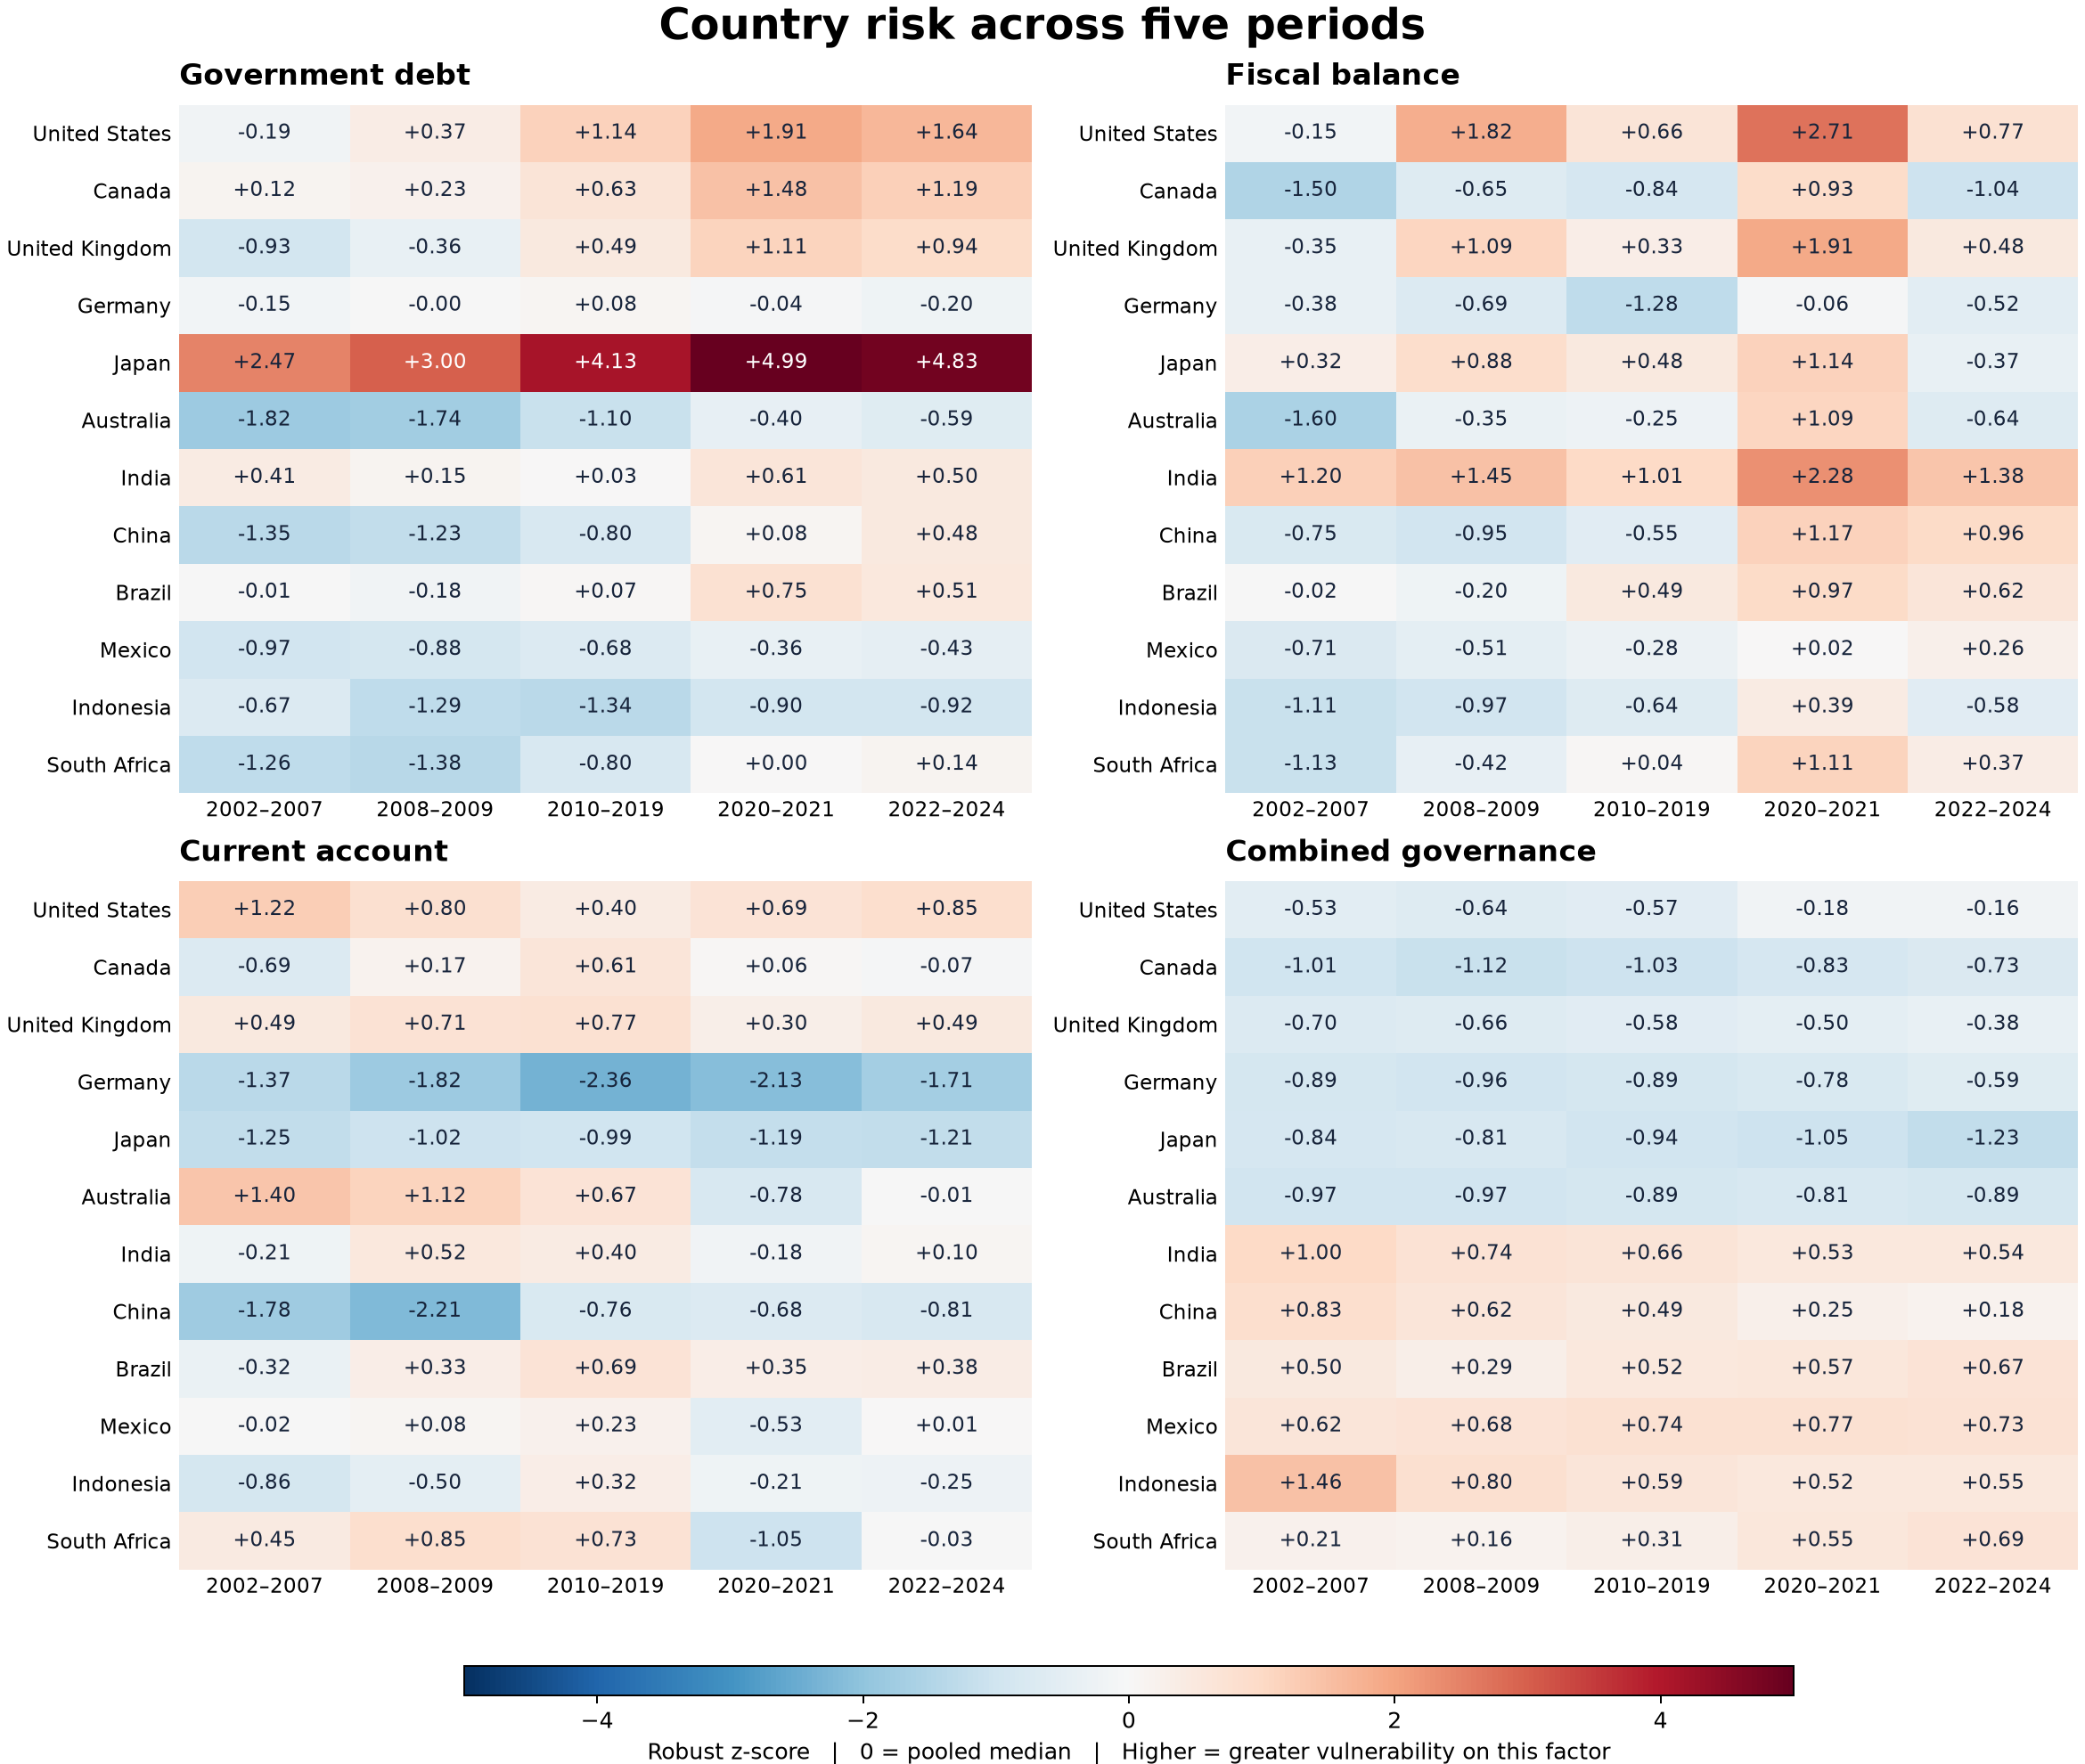 Country risk across five periods
Government debt
United States -0.19 +0.37 +1.14 +1.91 +1.64
Canada +0.12 +0.23 +0.63 +1.48 +1.19
United Kingdom -0.93 -0.36 +0.49 +1.11 +0.94
Germany -0.15 -0.00 +0.08 -0.04 -0.20
Japan +2.47 +3.00 +4.13 +4.99 +4.83
Australia -1.82 -1.74 -1.10 -0.40 -0.59
India +0.41 +0.15 +0.03 +0.61 +0.50
China -1.35 -1.23 -0.80 +0.08 +0.48
Brazil -0.01 -0.18 +0.07 +0.75 +0.51
Mexico -0.97 -0.88 -0.68 -0.36 -0.43
Indonesia -0.67 -1.29 -1.34 -0.90 -0.92
South Africa -1.26 -1.38 -0.80 +0.00 +0.14
2002–2007 2008–2009 2010–2019 2020–2021 2022–2024
Fiscal balance
United States -0.15 +1.82 +0.66 +2.71 +0.77
Canada -1.50 -0.65 -0.84 +0.93 -1.04
United Kingdom -0.35 +1.09 +0.33 +1.91 +0.48
Germany -0.38 -0.69 -1.28 -0.06 -0.52
Japan +0.32 +0.88 +0.48 +1.14 -0.37
Australia -1.60 -0.35 -0.25 +1.09 -0.64
India +1.20 +1.45 +1.01 +2.28 +1.38
China -0.75 -0.95 -0.55 +1.17 +0.96
Brazil -0.02 -0.20 +0.49 +0.97 +0.62
Mexico -0.71 -0.51 -0.28 +0.02 +0.26
Indonesia -1.11 -0.97 -0.64 +0.39 -0.58
South Africa -1.13 -0.42 +0.04 +1.11 +0.37
2002–2007 2008–2009 2010–2019 2020–2021 2022–2024
Current account
United States +1.22 +0.80 +0.40 +0.69 +0.85
Canada -0.69 +0.17 +0.61 +0.06 -0.07
United Kingdom +0.49 +0.71 +0.77 +0.30 +0.49
Germany -1.37 -1.82 -2.36 -2.13 -1.71
Japan -1.25 -1.02 -0.99 -1.19 -1.21
Australia +1.40 +1.12 +0.67 -0.78 -0.01
India -0.21 +0.52 +0.40 -0.18 +0.10
China -1.78 -2.21 -0.76 -0.68 -0.81
Brazil -0.32 +0.33 +0.69 +0.35 +0.38
Mexico -0.02 +0.08 +0.23 -0.53 +0.01
Indonesia -0.86 -0.50 +0.32 -0.21 -0.25
South Africa +0.45 +0.85 +0.73 -1.05 -0.03
2002–2007 2008–2009 2010–2019 2020–2021 2022–2024
Combined governance
United States -0.53 -0.64 -0.57 -0.18 -0.16
Canada -1.01 -1.12 -1.03 -0.83 -0.73
United Kingdom -0.70 -0.66 -0.58 -0.50 -0.38
Germany -0.89 -0.96 -0.89 -0.78 -0.59
Japan -0.84 -0.81 -0.94 -1.05 -1.23
Australia -0.97 -0.97 -0.89 -0.81 -0.89
India +1.00 +0.74 +0.66 +0.53 +0.54
China +0.83 +0.62 +0.49 +0.25 +0.18
Brazil +0.50 +0.29 +0.52 +0.57 +0.67
Mexico +0.62 +0.68 +0.74 +0.77 +0.73
Indonesia +1.46 +0.80 +0.59 +0.52 +0.55
South Africa +0.21 +0.16 +0.31 +0.55 +0.69
2002–2007 2008–2009 2010–2019 2020–2021 2022–2024
−4 −2 0 2 4
Robust z-score | 0 = pooled median | Higher = greater vulnerability on this factor